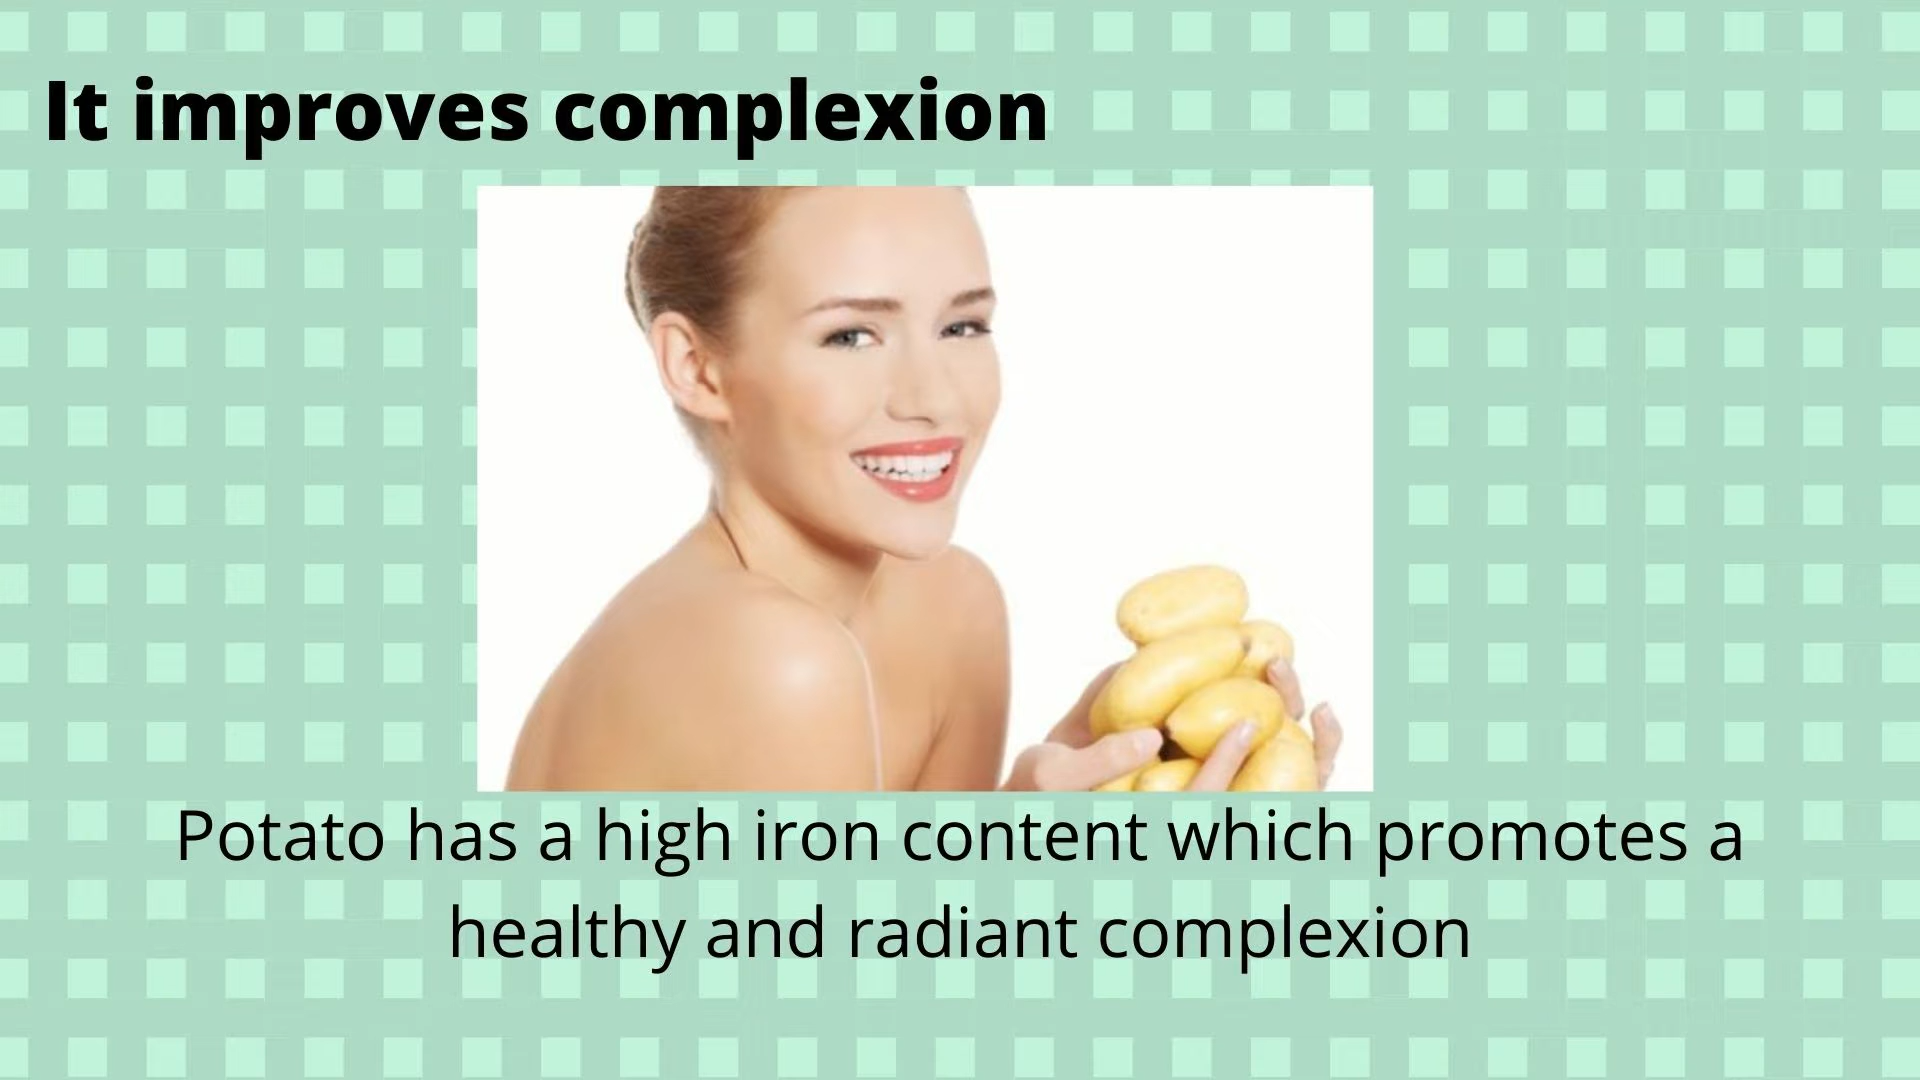 It improves complexion
Potato has a high iron content which promotes a
healthy and radiant complexion